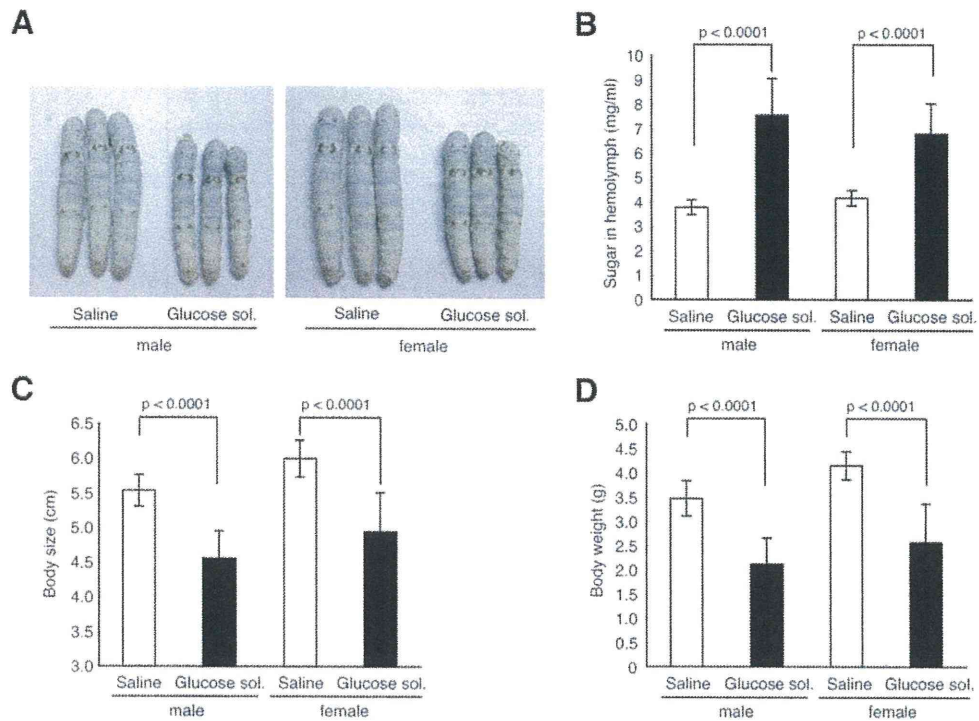 A
Saline
Glucose sol.
male
Saline
Glucose sol.
female
B
p < 0.0001
p < 0.0001
Sugar in hemolymph (mg/ml)
10
9
8
7
6
5
4
3
2
1
0
Saline
Glucose sol.
Saline
Glucose sol.
male
female
C
p < 0.0001
p < 0.0001
Body size (cm)
6.5
6.0
5.5
5.0
4.5
4.0
3.5
3.0
Saline
Glucose sol.
Saline
Glucose sol.
male
female
D
p < 0.0001
p < 0.0001
Body weight (g)
5.0
4.5
4.0
3.5
3.0
2.5
2.0
1.5
1.0
0.5
0
Saline
Glucose sol.
Saline
Glucose sol.
male
female